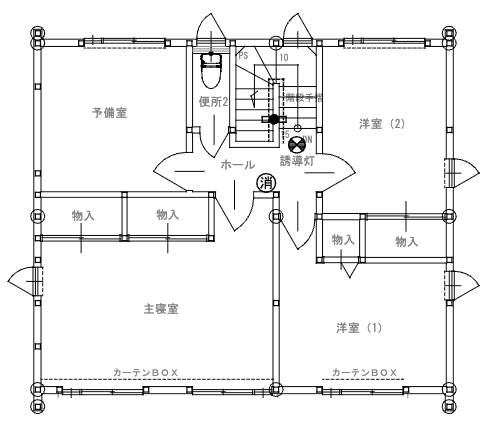 PS
10
予備室
便所2
階段手摺
洋室（2）
15
DN
ホール
誘導灯
消
物入
物入
物入
物入
主寝室
洋室（1）
カーテンＢＯＸ
カーテンＢＯＸ